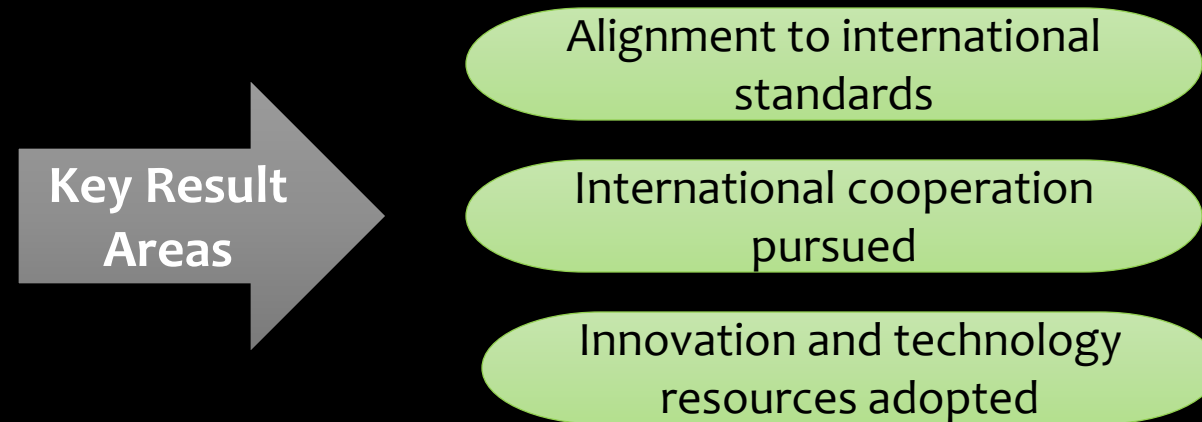 Key Result
Areas
Alignment to international
standards
International cooperation
pursued
Innovation and technology
resources adopted